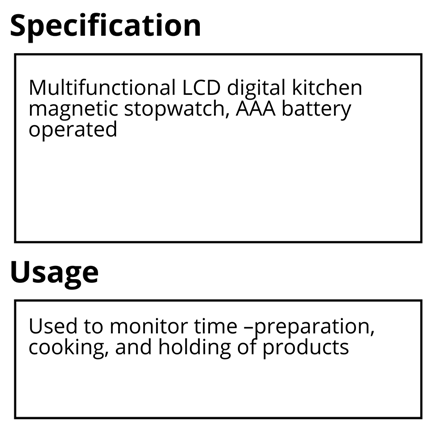 Specification
Multifunctional LCD digital kitchen
magnetic stopwatch, AAA battery
operated
Usage
Used to monitor time –preparation,
cooking, and holding of products